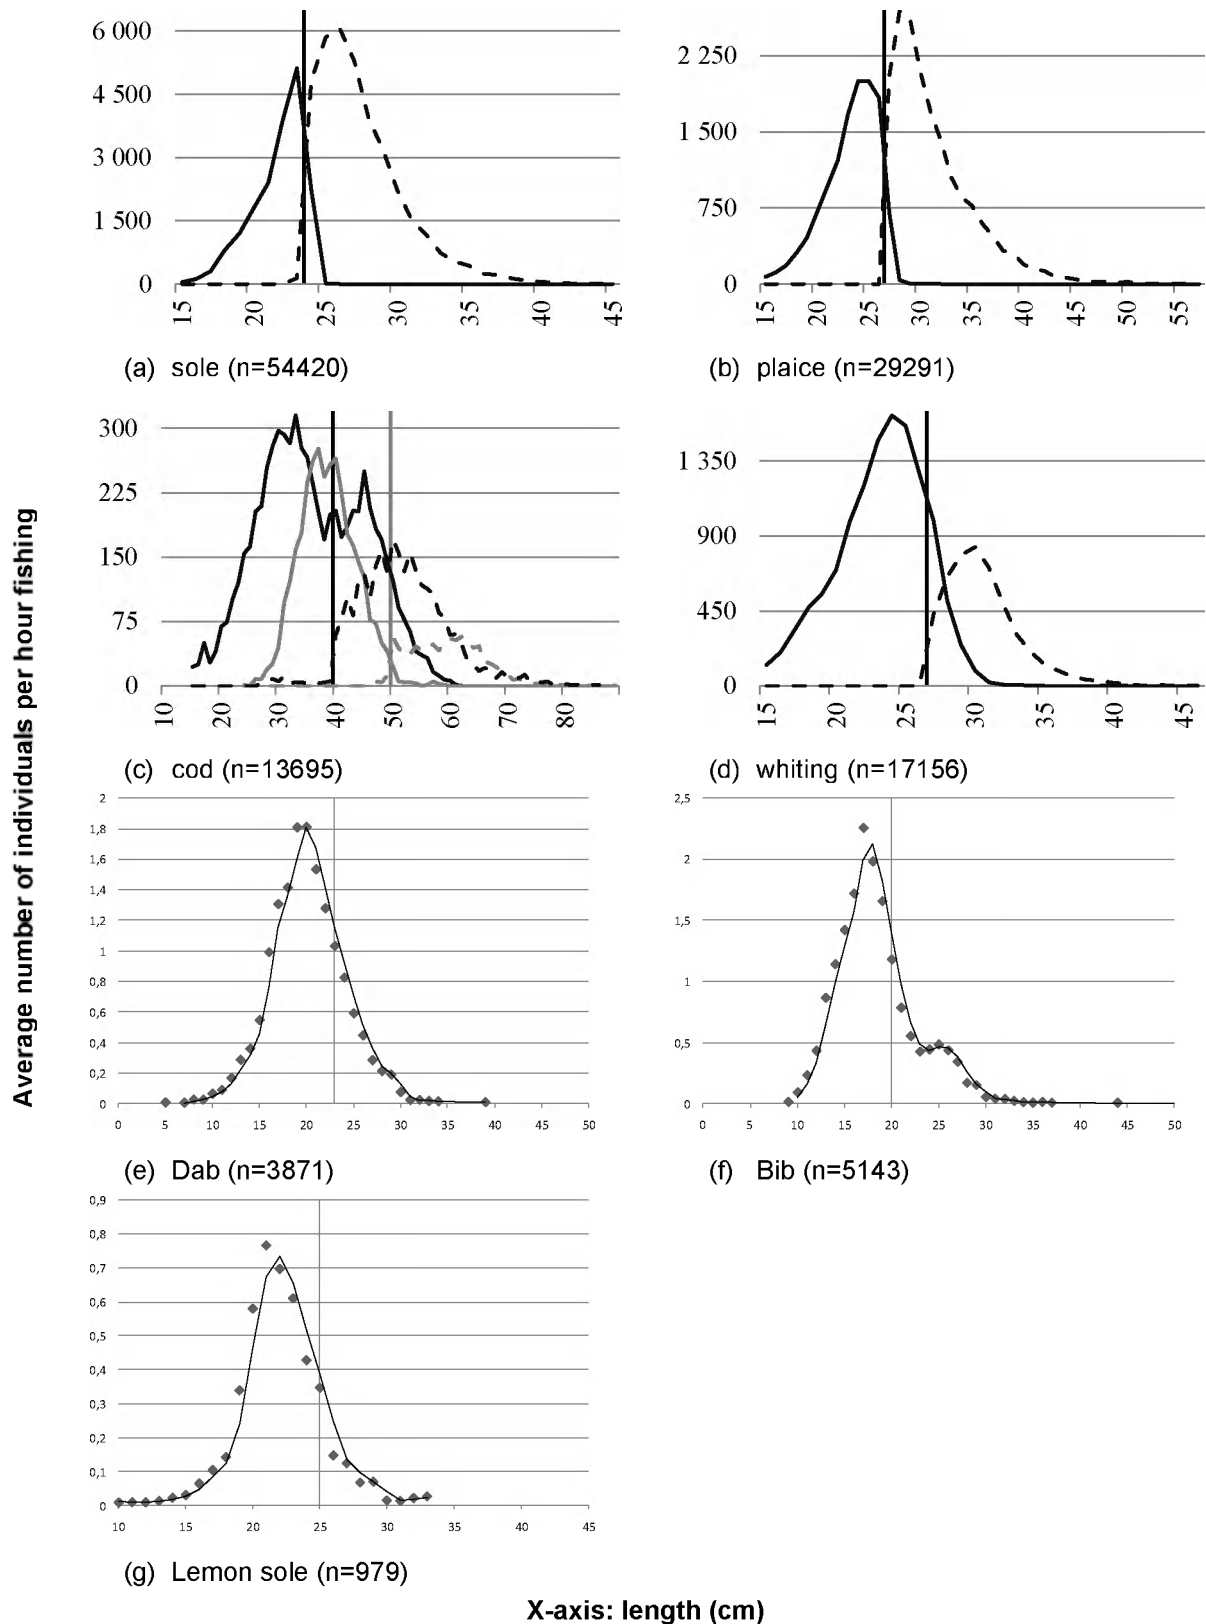 Average number of individuals per hour fishing
6 000
4 500
3 000
1 500
0
15 20 25 30 35 40 45
(a) sole (n=54420)
2 250
1 500
750
0
15 20 25 30 35 40 45 50 55
(b) plaice (n=29291)
300
225
150
75
0
10 20 30 40 50 60 70 80
(c) cod (n=13695)
1 350
900
450
0
15 20 25 30 35 40 45
(d) whiting (n=17156)
2
1,8
1,6
1,4
1,2
1
0,8
0,6
0,4
0,2
0
0 5 10 15 20 25 30 35 40 45 50
(e) Dab (n=3871)
2,5
2
1,5
1
0,5
0
0 5 10 15 20 25 30 35 40 45 50
(f) Bib (n=5143)
0,9
0,8
0,7
0,6
0,5
0,4
0,3
0,2
0,1
0
10 15 20 25 30 35 40 45
(g) Lemon sole (n=979)
X-axis: length (cm)